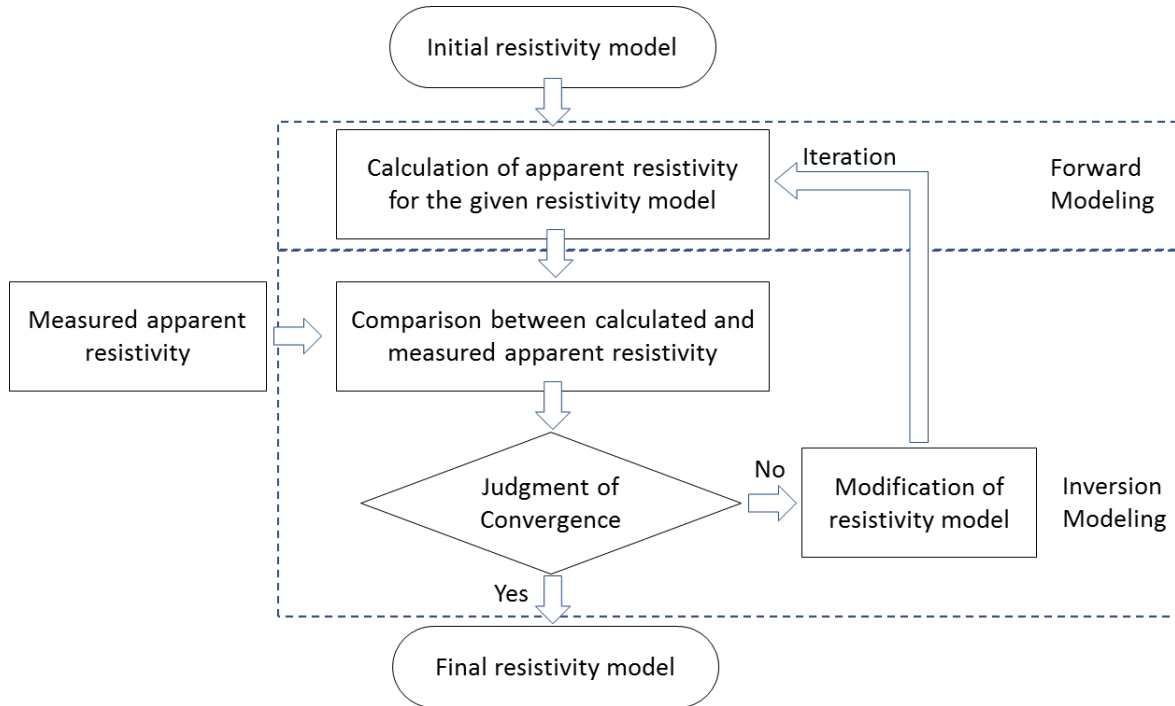 Initial resistivity model
Calculation of apparent resistivity
for the given resistivity model
Iteration
Forward
Modeling
Measured apparent
resistivity
Comparison between calculated and
measured apparent resistivity
Judgment of
Convergence
No
Modification of
resistivity model
Inversion
Modeling
Yes
Final resistivity model